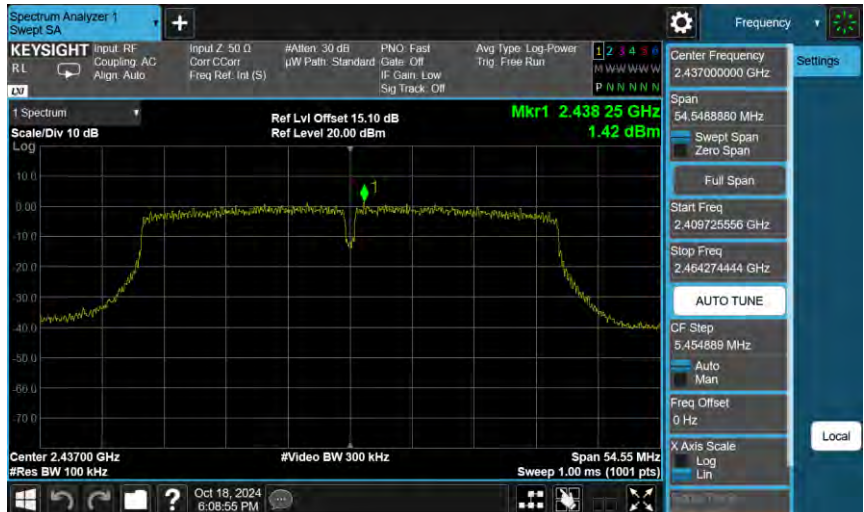 Spectrum Analyzer 1
Swept SA
+
Frequency
KEYSIGHT Input: RF Input Z: 50 Ω #Atten: 30 dB PNO: Fast Avg Type: Log-Power 1 2 3 4 5 6
RL Coupling: AC Corr CCorr µW Path: Standard Gate: Off Trig: Free Run M W W W W W
Align: Auto Freq Ref: Int (S) IF Gain: Low
Sig Track: Off P N N N N N
LXI
1 Spectrum
Scale/Div 10 dB
Ref Lvl Offset 15.10 dB
Ref Level 20.00 dBm
Mkr1 2.438 25 GHz
1.42 dBm
Log
10.0
0.00
-10.0
-20.0
-30.0
-40.0
-50.0
-60.0
-70.0
1
Center 2.43700 GHz #Video BW 300 kHz Span 54.55 MHz
#Res BW 100 kHz Sweep 1.00 ms (1001 pts)
?
Oct 18, 2024
6:08:55 PM
Center Frequency
2.437000000 GHz
Settings
Span
54.5488880 MHz
Swept Span
Zero Span
Full Span
Start Freq
2.409725556 GHz
Stop Freq
2.464274444 GHz
AUTO TUNE
CF Step
5.454889 MHz
Auto
Man
Freq Offset
0 Hz
X Axis Scale
Log
Lin
Local